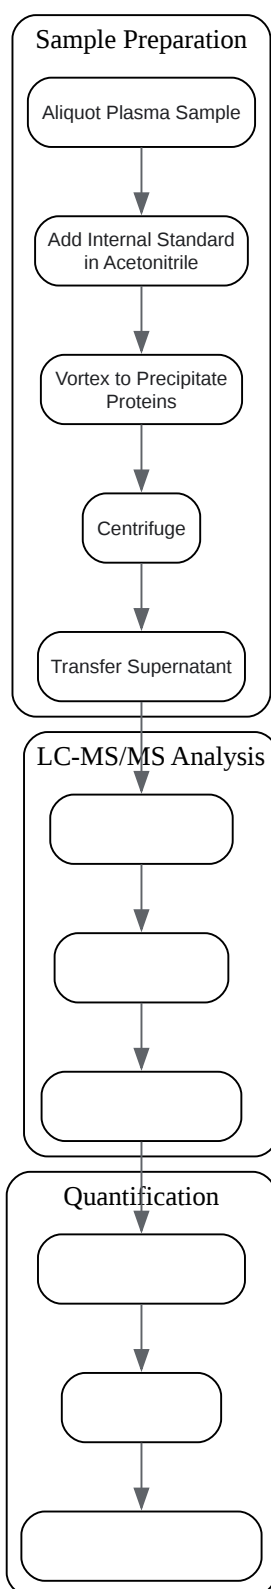 Sample Preparation
Aliquot Plasma Sample
Add Internal Standard
in Acetonitrile
Vortex to Precipitate
Proteins
Centrifuge
Transfer Supernatant
LC-MS/MS Analysis
Quantification